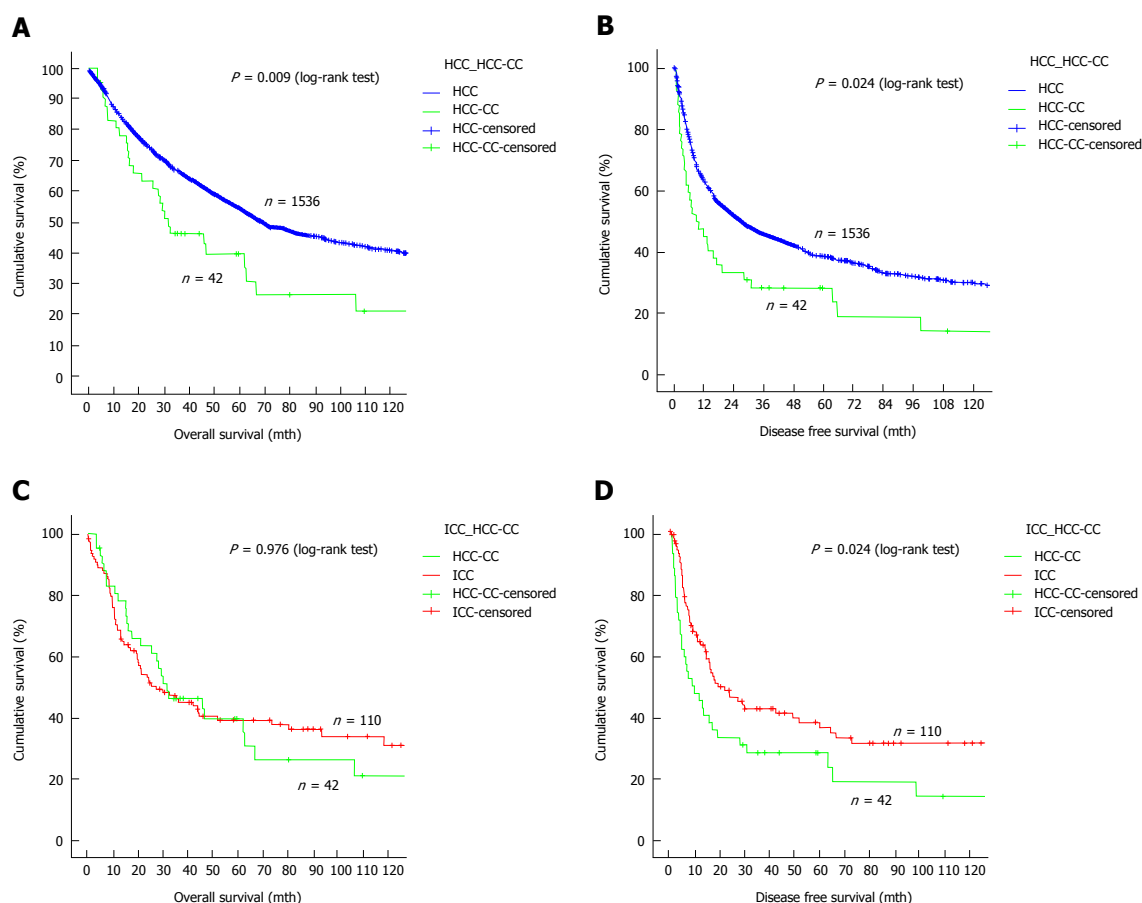 A
P = 0.009 (log-rank test)
HCC_HCC-CC
HCC
HCC-CC
HCC-censored
HCC-CC-censored
Cumulative survival (%)
100
90
80
70
60
50
40
30
20
10
0
n = 1536
n = 42
0 10 20 30 40 50 60 70 80 90 100 110 120
Overall survival (mth)
B
P = 0.024 (log-rank test)
HCC_HCC-CC
HCC
HCC-CC
HCC-censored
HCC-CC-censored
Cumulative survival (%)
100
80
60
40
20
0
n = 1536
n = 42
0 12 24 36 48 60 72 84 96 108 120
Disease free survival (mth)
C
P = 0.976 (log-rank test)
ICC_HCC-CC
HCC-CC
ICC
HCC-CC-censored
ICC-censored
Cumulative survival (%)
100
80
60
40
20
0
n = 110
n = 42
0 10 20 30 40 50 60 70 80 90 100 110 120
Overall survival (mth)
D
P = 0.024 (log-rank test)
ICC_HCC-CC
HCC-CC
ICC
HCC-CC-censored
ICC-censored
Cumulative survival (%)
100
80
60
40
20
0
n = 110
n = 42
0 10 20 30 40 50 60 70 80 90 100 110 120
Disease free survival (mth)